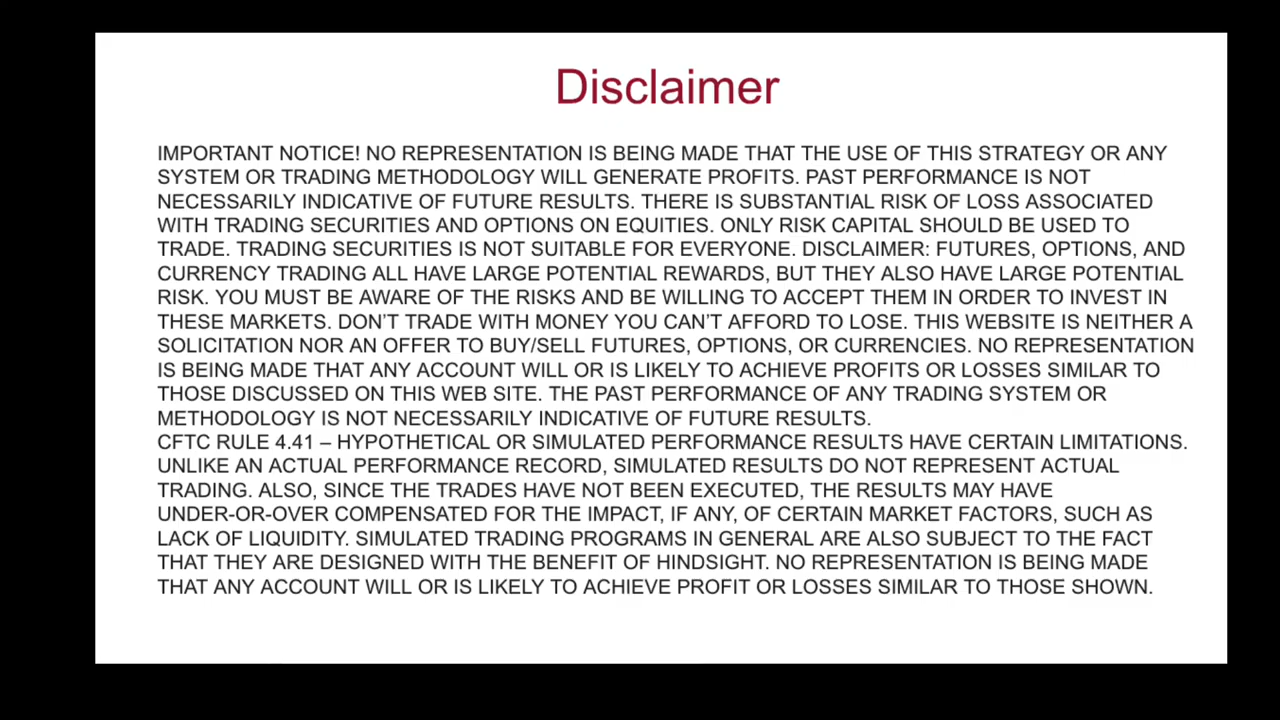 Disclaimer
IMPORTANT NOTICE! NO REPRESENTATION IS BEING MADE THAT THE USE OF THIS STRATEGY OR ANY
SYSTEM OR TRADING METHODOLOGY WILL GENERATE PROFITS. PAST PERFORMANCE IS NOT
NECESSARILY INDICATIVE OF FUTURE RESULTS. THERE IS SUBSTANTIAL RISK OF LOSS ASSOCIATED
WITH TRADING SECURITIES AND OPTIONS ON EQUITIES. ONLY RISK CAPITAL SHOULD BE USED TO
TRADE. TRADING SECURITIES IS NOT SUITABLE FOR EVERYONE. DISCLAIMER: FUTURES, OPTIONS, AND
CURRENCY TRADING ALL HAVE LARGE POTENTIAL REWARDS, BUT THEY ALSO HAVE LARGE POTENTIAL
RISK. YOU MUST BE AWARE OF THE RISKS AND BE WILLING TO ACCEPT THEM IN ORDER TO INVEST IN
THESE MARKETS. DON’T TRADE WITH MONEY YOU CAN’T AFFORD TO LOSE. THIS WEBSITE IS NEITHER A
SOLICITATION NOR AN OFFER TO BUY/SELL FUTURES, OPTIONS, OR CURRENCIES. NO REPRESENTATION
IS BEING MADE THAT ANY ACCOUNT WILL OR IS LIKELY TO ACHIEVE PROFITS OR LOSSES SIMILAR TO
THOSE DISCUSSED ON THIS WEB SITE. THE PAST PERFORMANCE OF ANY TRADING SYSTEM OR
METHODOLOGY IS NOT NECESSARILY INDICATIVE OF FUTURE RESULTS.
CFTC RULE 4.41 – HYPOTHETICAL OR SIMULATED PERFORMANCE RESULTS HAVE CERTAIN LIMITATIONS.
UNLIKE AN ACTUAL PERFORMANCE RECORD, SIMULATED RESULTS DO NOT REPRESENT ACTUAL
TRADING. ALSO, SINCE THE TRADES HAVE NOT BEEN EXECUTED, THE RESULTS MAY HAVE
UNDER-OR-OVER COMPENSATED FOR THE IMPACT, IF ANY, OF CERTAIN MARKET FACTORS, SUCH AS
LACK OF LIQUIDITY. SIMULATED TRADING PROGRAMS IN GENERAL ARE ALSO SUBJECT TO THE FACT
THAT THEY ARE DESIGNED WITH THE BENEFIT OF HINDSIGHT. NO REPRESENTATION IS BEING MADE
THAT ANY ACCOUNT WILL OR IS LIKELY TO ACHIEVE PROFIT OR LOSSES SIMILAR TO THOSE SHOWN.